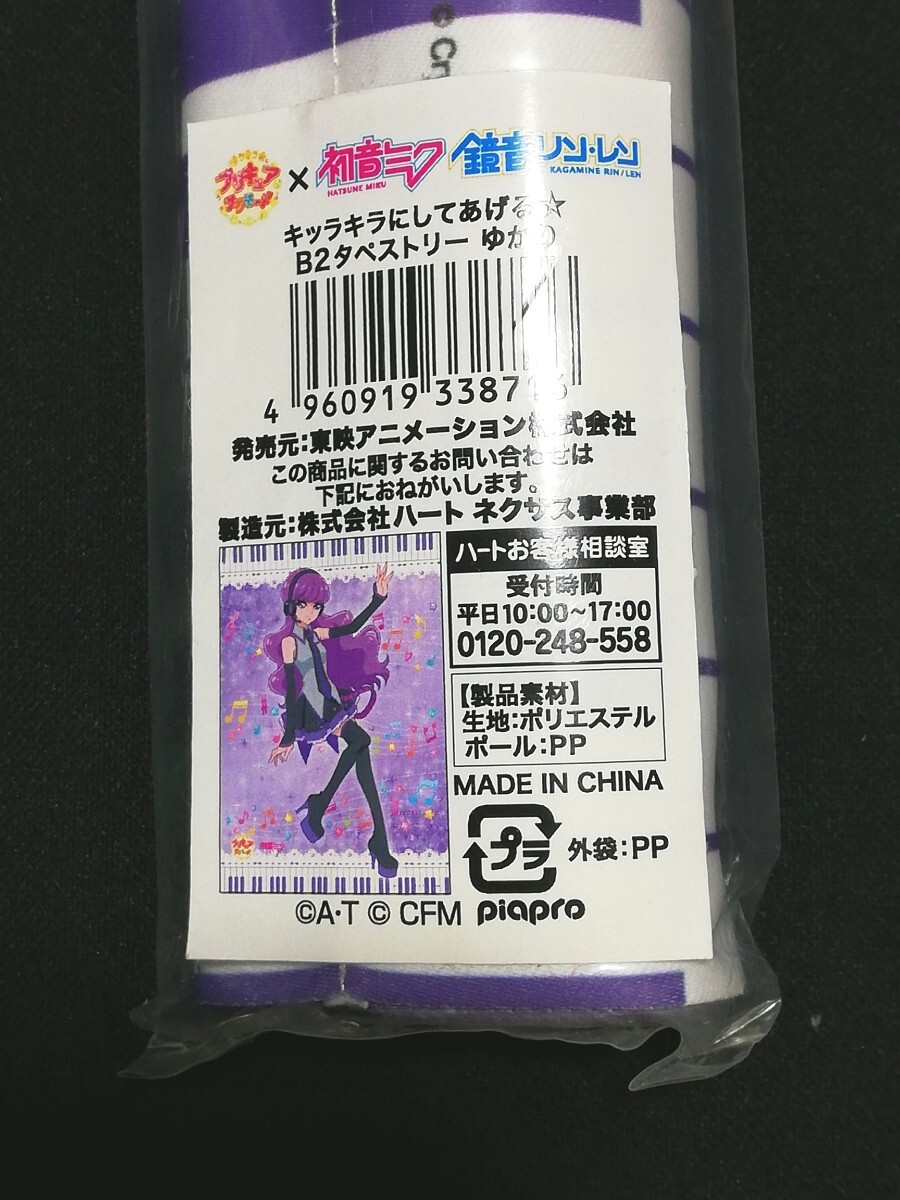 © Cry
プリキュア
アラモード
×
初音ミク
HATSUNE MIKU
鏡音リン・レン
KAGAMINE RIN/LEN
キッラキラにしてあげる☆
B2タペストリー ゆかり
4 960919 3387
発売元:東映アニメーション株式会社
この商品に関するお問い合わせは
下記におねがいします。
製造元:株式会社ハート ネクサス事業部
ハートお客様相談室
受付時間
平日10:00〜17:00
0120-248-558
【製品素材】
生地:ポリエステル
ポール:PP
MADE IN CHINA
プラ
外袋:PP
©A・T © CFM piapro